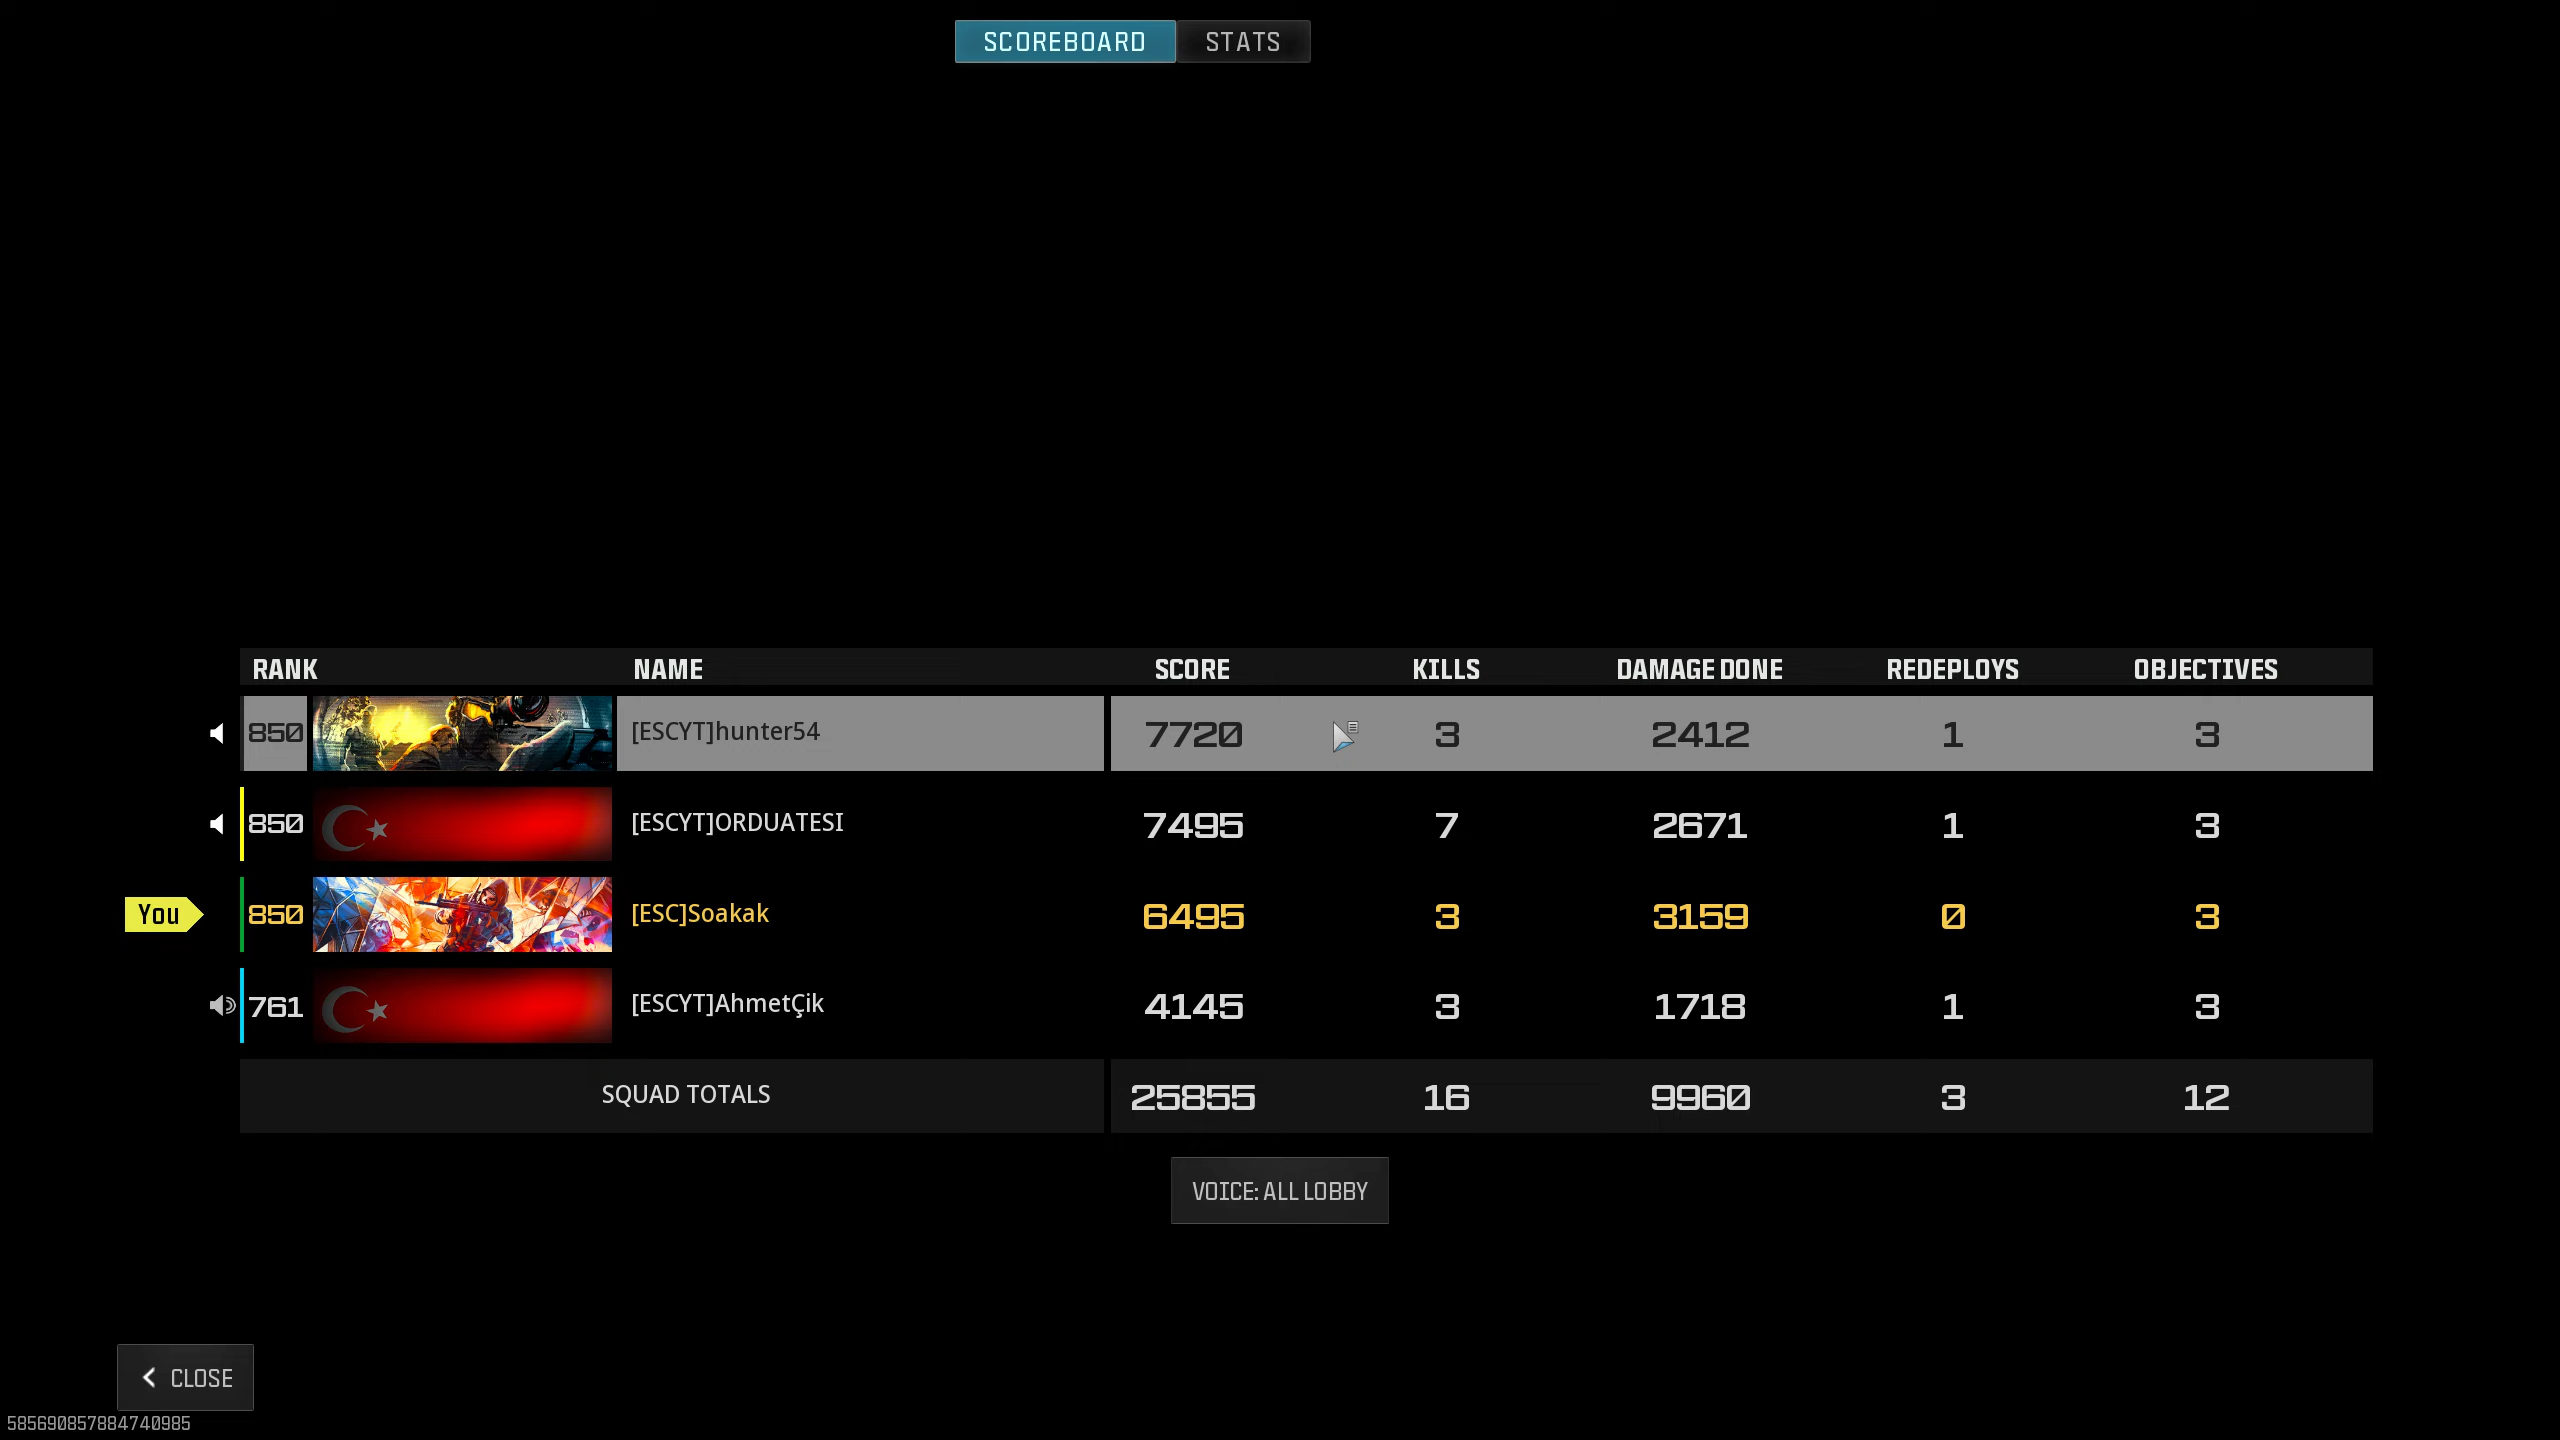 SCOREBOARD STATS
RANK NAME SCORE KILLS DAMAGE DONE REDEPLOYS OBJECTIVES
850 [ESCYT]hunter54 7720 3 2412 1 3
850 [ESCYT]ORDUATESI 7495 7 2671 1 3
You 850 [ESC]Soakak 6495 3 3159 0 3
761 [ESCYT]AhmetÇik 4145 3 1718 1 3
SQUAD TOTALS 25855 16 9960 3 12
VOICE: ALL LOBBY
CLOSE
585690857884740985